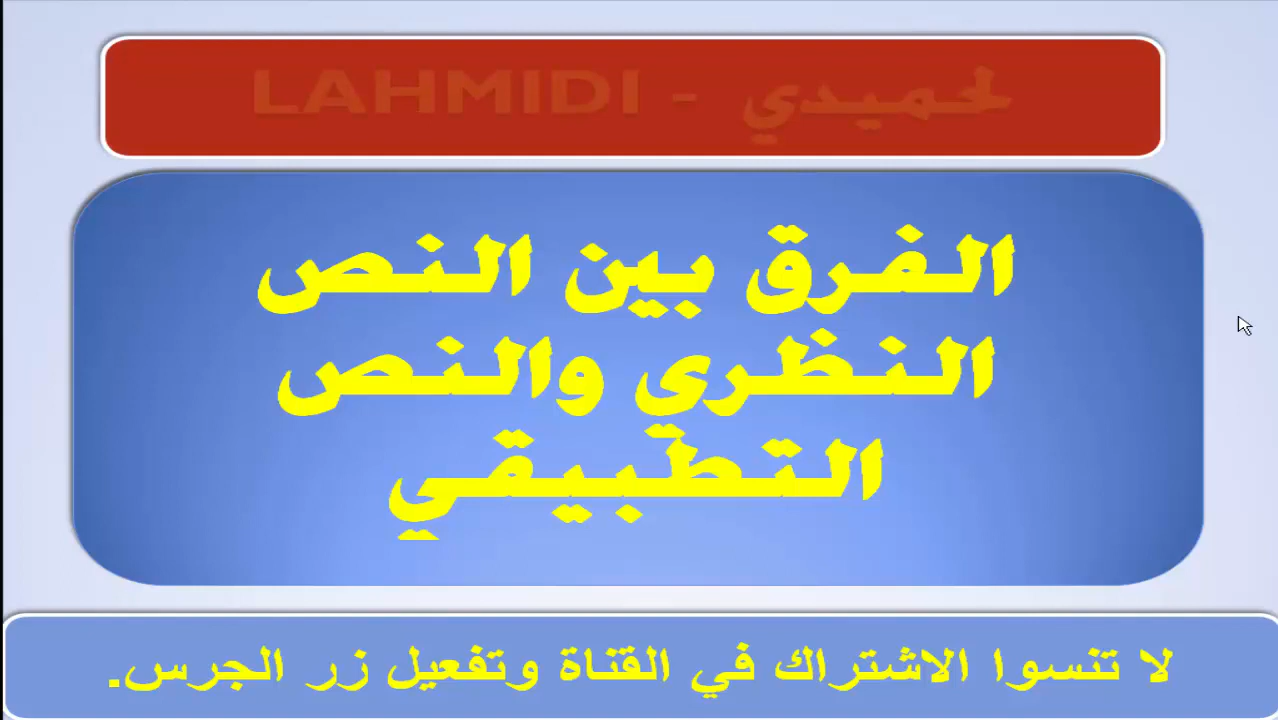 لحميدي - LAHMIDI
الفرق بين النص
النظري والنص
التطبيقي
لا تنسوا الاشتراك في القناة وتفعيل زر الجرس.